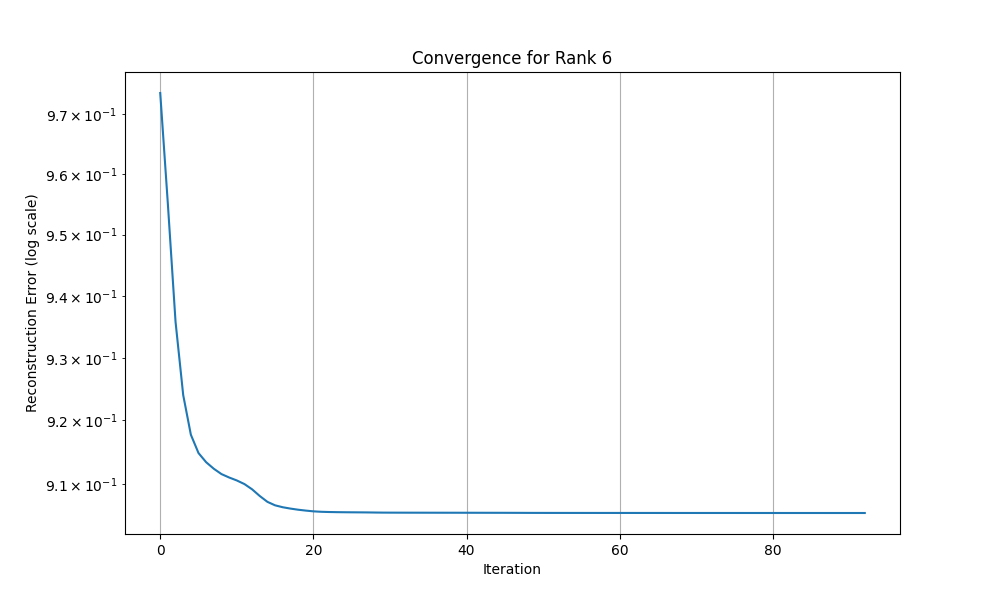 Convergence for Rank 6
Reconstruction Error (log scale)
9.7 × 10⁻¹
9.6 × 10⁻¹
9.5 × 10⁻¹
9.4 × 10⁻¹
9.3 × 10⁻¹
9.2 × 10⁻¹
9.1 × 10⁻¹
0 20 40 60 80
Iteration